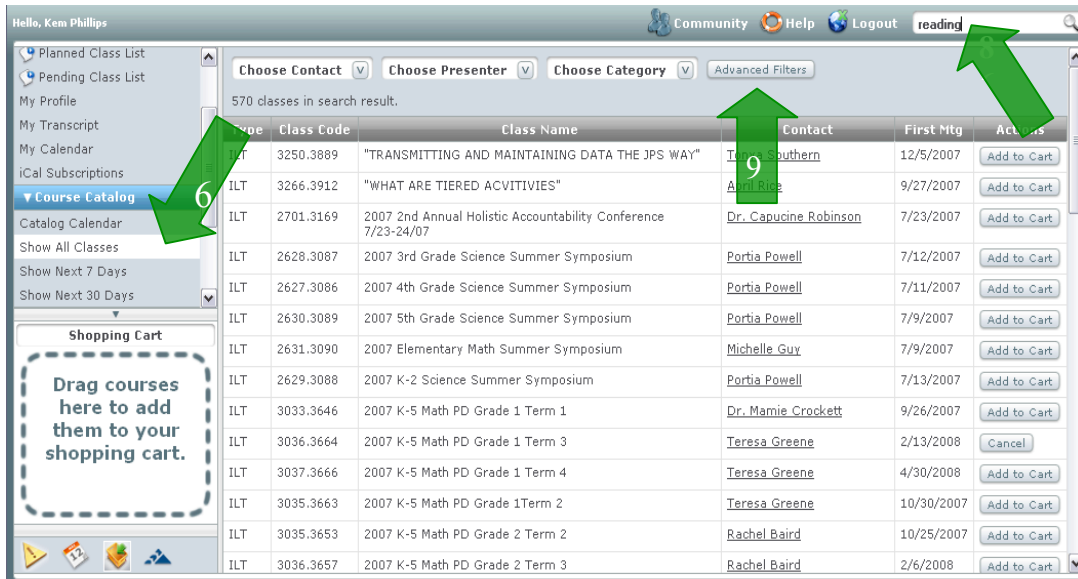 Hello, Kem Phillips
Community Help Logout reading
Planned Class List
Pending Class List
My Profile
My Transcript
My Calendar
iCal Subscriptions
▼ Course Catalog
Catalog Calendar
Show All Classes
Show Next 7 Days
Show Next 30 Days
6
Shopping Cart
Drag courses
here to add
them to your
shopping cart.
12
8
Choose Contact Choose Presenter Choose Category Advanced Filters
9
570 classes in search result.
Type Class Code Class Name Contact First Mtg Actions
ILT 3250.3889 "TRANSMITTING AND MAINTAINING DATA THE JPS WAY" Southern 12/5/2007 Add to Cart
ILT 3266.3912 "WHAT ARE TIERED ACVITIVIES" April Rice 9/27/2007 Add to Cart
ILT 2701.3169 2007 2nd Annual Holistic Accountability Conference Dr. Capucine Robinson 7/23/2007 Add to Cart
7/23-24/07
ILT 2628.3087 2007 3rd Grade Science Summer Symposium Portia Powell 7/12/2007 Add to Cart
ILT 2627.3086 2007 4th Grade Science Summer Symposium Portia Powell 7/11/2007 Add to Cart
ILT 2630.3089 2007 5th Grade Science Summer Symposium Portia Powell 7/9/2007 Add to Cart
ILT 2631.3090 2007 Elementary Math Summer Symposium Michelle Guy 7/9/2007 Add to Cart
ILT 2629.3088 2007 K-2 Science Summer Symposium Portia Powell 7/13/2007 Add to Cart
ILT 3033.3646 2007 K-5 Math PD Grade 1 Term 1 Dr. Mamie Crockett 9/26/2007 Add to Cart
ILT 3036.3664 2007 K-5 Math PD Grade 1 Term 3 Teresa Greene 2/13/2008 Cancel
ILT 3037.3666 2007 K-5 Math PD Grade 1 Term 4 Teresa Greene 4/30/2008 Add to Cart
ILT 3035.3663 2007 K-5 Math PD Grade 1Term 2 Teresa Greene 10/30/2007 Add to Cart
ILT 3035.3653 2007 K-5 Math PD Grade 2 Term 2 Rachel Baird 10/25/2007 Add to Cart
ILT 3036.3657 2007 K-5 Math PD Grade 2 Term 3 Rachel Baird 2/6/2008 Add to Cart